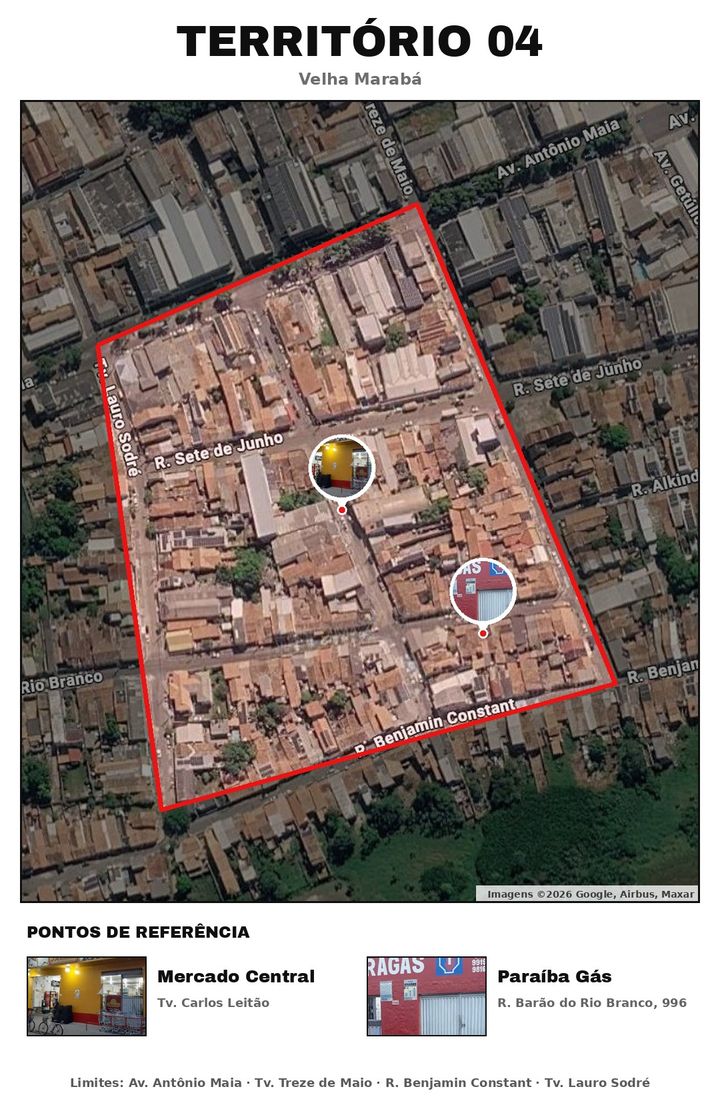 TERRITÓRIO 04
Velha Marabá
reze de Maio
Av. Antônio Maia
Av.
Av. Getúlio
Tv. Lauro Sodré
R. Sete de Junho
R. Sete de Junho
R. Alkind
AS
Rio Branco
R. Benjam
R. Benjamin Constant
Imagens ©2026 Google, Airbus, Maxar
PONTOS DE REFERÊNCIA
Mercado Central
Tv. Carlos Leitão
RAGAS
Paraíba Gás
R. Barão do Rio Branco, 996
Limites: Av. Antônio Maia · Tv. Treze de Maio · R. Benjamin Constant · Tv. Lauro Sodré